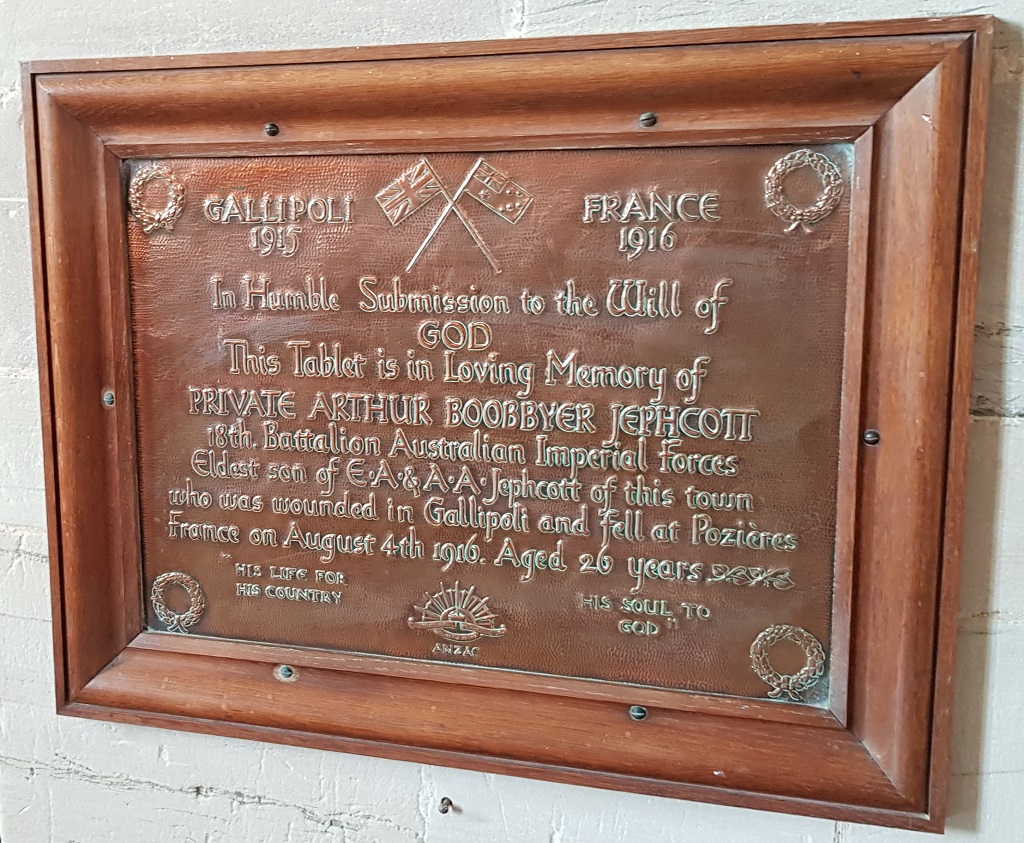 GALLIPOLI
1915
FRANCE
1916
In Humble Submission to the Will of
GOD
This Tablet is in Loving Memory of
PRIVATE ARTHUR BOOBBYER JEPHCOTT
18th. Battalion Australian Imperial Forces
Eldest son of E·A·&A·A·Jephcott of this town
who was wounded in Gallipoli and fell at Pozières
France on August 4th 1916. Aged 26 years.
HIS LIFE FOR
HIS COUNTRY
HIS SOUL TO
GOD"
ANZAC